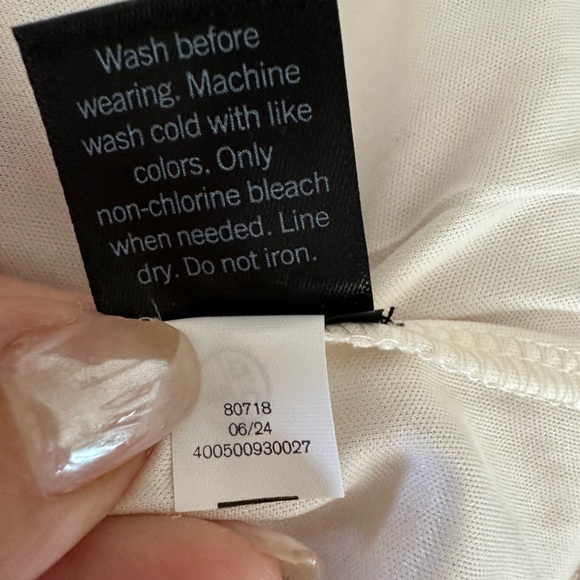 Wash before
wearing. Machine
wash cold with like
colors. Only
non-chlorine bleach
when needed. Line
dry. Do not iron.
80718
06/24
400500930027